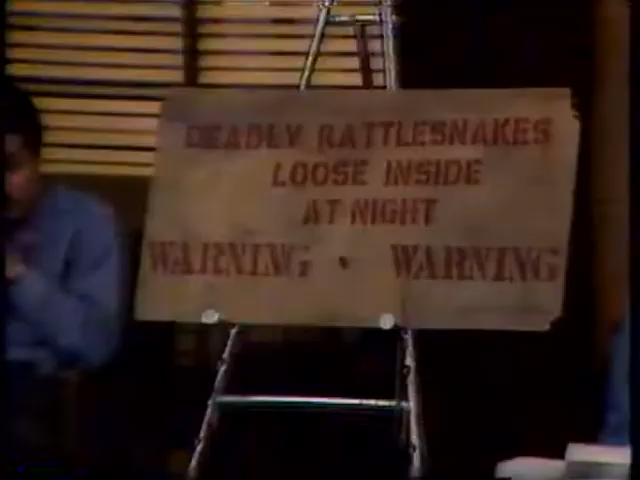 DEADLY RATTLESNAKES
LOOSE INSIDE
AT NIGHT
WARNING · WARNING